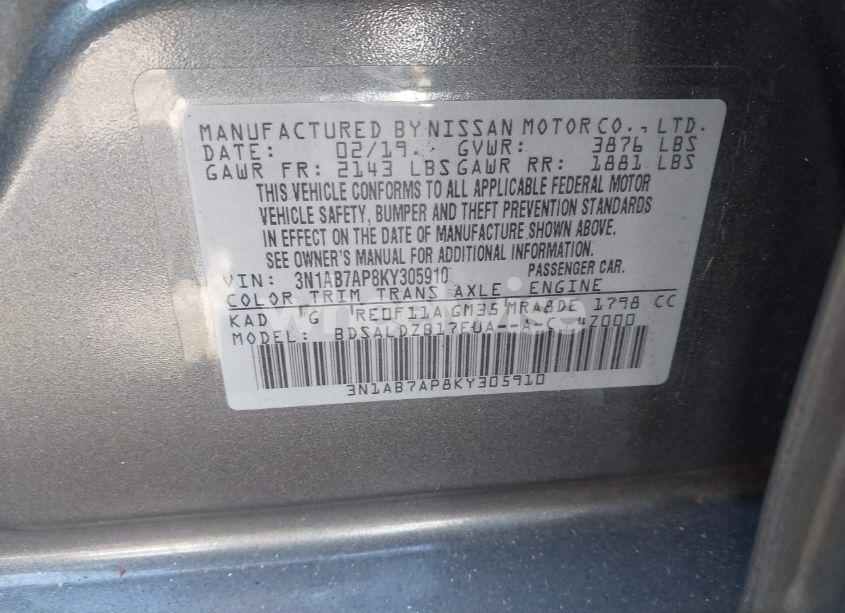 MANUFACTURED BY NISSAN MOTOR CO., LTD.
DATE: 02/19. GVWR: 3876 LBS
GAWR FR: 2143 LBS GAWR RR: 1881 LBS
THIS VEHICLE CONFORMS TO ALL APPLICABLE FEDERAL MOTOR
VEHICLE SAFETY, BUMPER AND THEFT PREVENTION STANDARDS
IN EFFECT ON THE DATE OF MANUFACTURE SHOWN ABOVE.
SEE OWNER'S MANUAL FOR ADDITIONAL INFORMATION.
VIN: 3N1AB7AP8KY305910 PASSENGER CAR.
COLOR TRIM TRANS AXLE ENGINE
KAD G RE0F11A GM35 MRA8DE 1798 CC
MODEL:
3N1AB7AP8KY305910